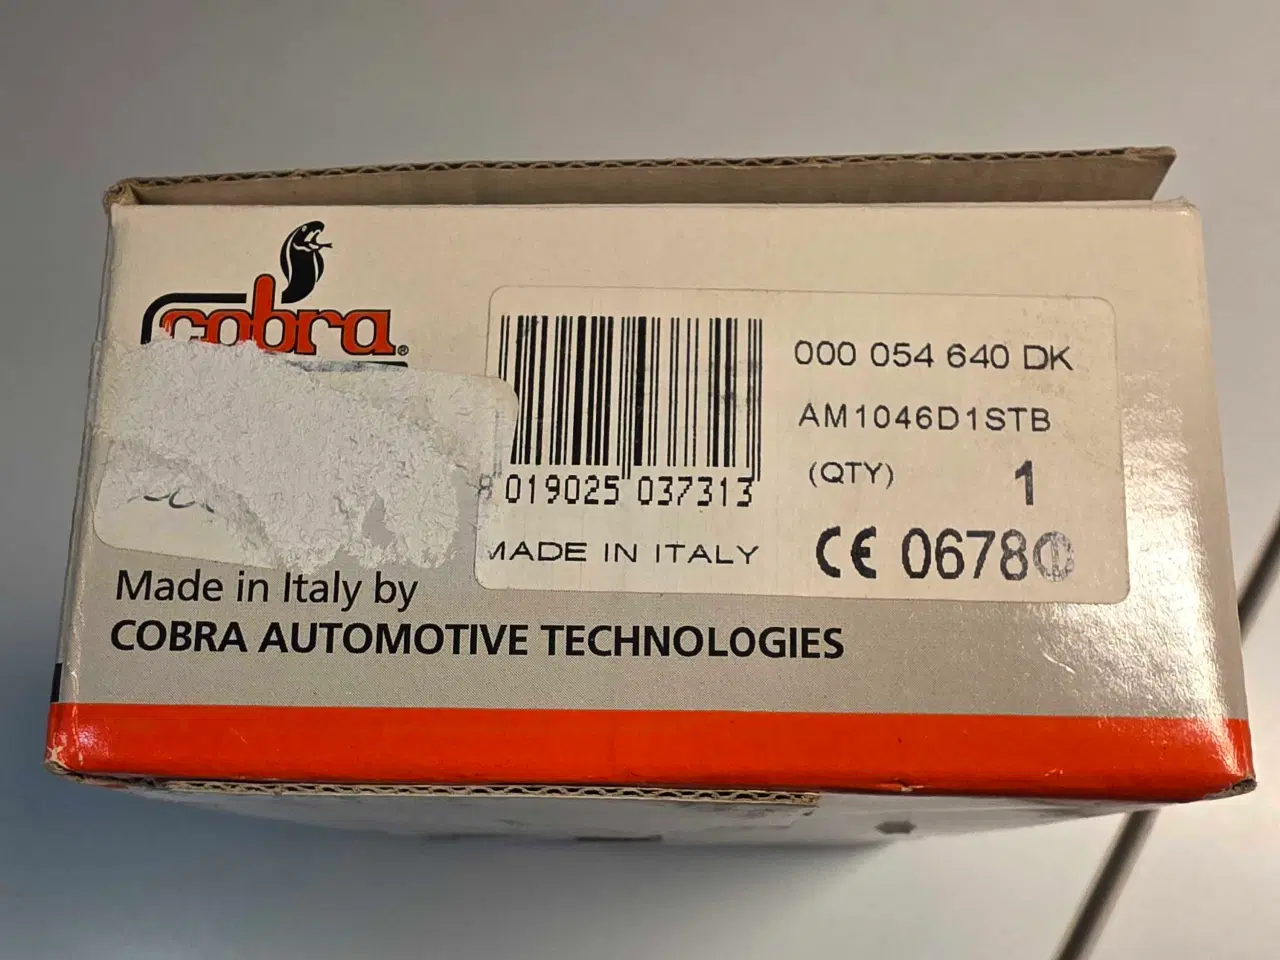 cobra®
000 054 640 DK
AM1046D1STB
(QTY) 1
8 019025 037313
MADE IN ITALY
CE 0678
Made in Italy by
COBRA AUTOMOTIVE TECHNOLOGIES